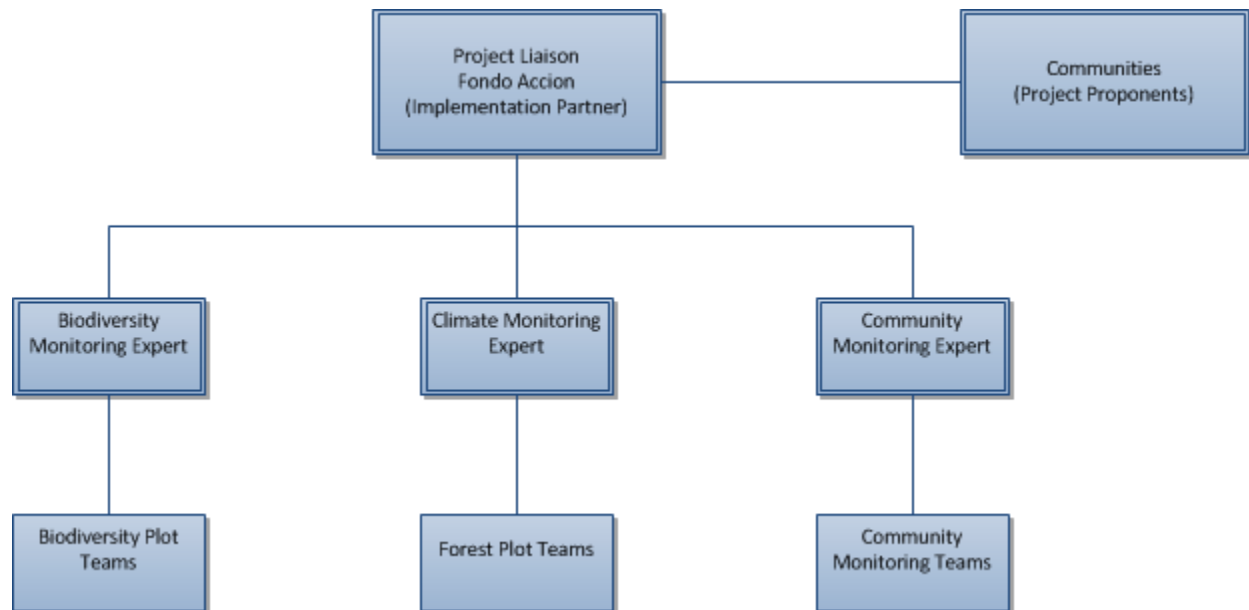 Project Liaison
Fondo Accion
(Implementation Partner)
Communities
(Project Proponents)
Biodiversity
Monitoring Expert
Climate Monitoring
Expert
Community
Monitoring Expert
Biodiversity Plot
Teams
Forest Plot Teams
Community
Monitoring Teams